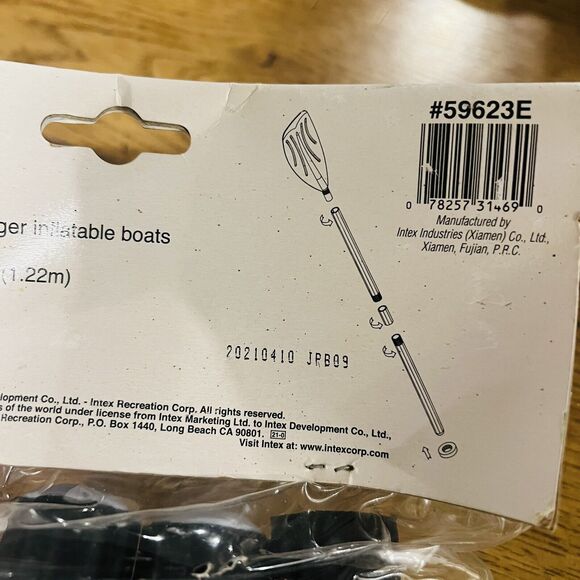 #59623E
0 78257 31469 0
Manufactured by
Intex Industries (Xiamen) Co., Ltd,
Xiamen, Fujian, P.R.C.
inflatable boats
(1.22m)
20210410 JRB09
Co., Ltd. - Intex Recreation Corp. All rights reserved.
of the world under license from Intex Marketing Ltd. to Intex Development Co., Ltd.,
Recreation Corp., P.O. Box 1440, Long Beach CA 90801. 21-0
Visit Intex at: www.intexcorp.com